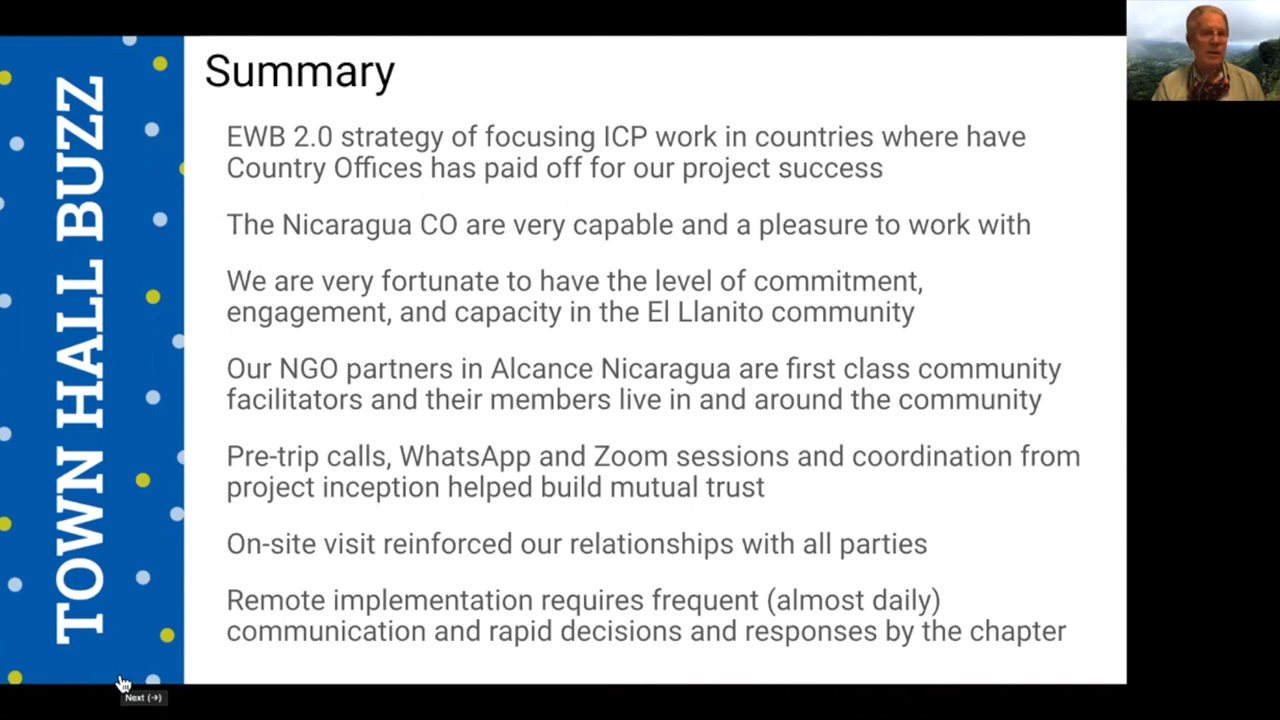 TOWN HALL BUZZ
Summary
EWB 2.0 strategy of focusing ICP work in countries where have
Country Offices has paid off for our project success
The Nicaragua CO are very capable and a pleasure to work with
We are very fortunate to have the level of commitment,
engagement, and capacity in the El Llanito community
Our NGO partners in Alcance Nicaragua are first class community
facilitators and their members live in and around the community
Pre-trip calls, WhatsApp and Zoom sessions and coordination from
project inception helped build mutual trust
On-site visit reinforced our relationships with all parties
Remote implementation requires frequent (almost daily)
communication and rapid decisions and responses by the chapter
Next (→)